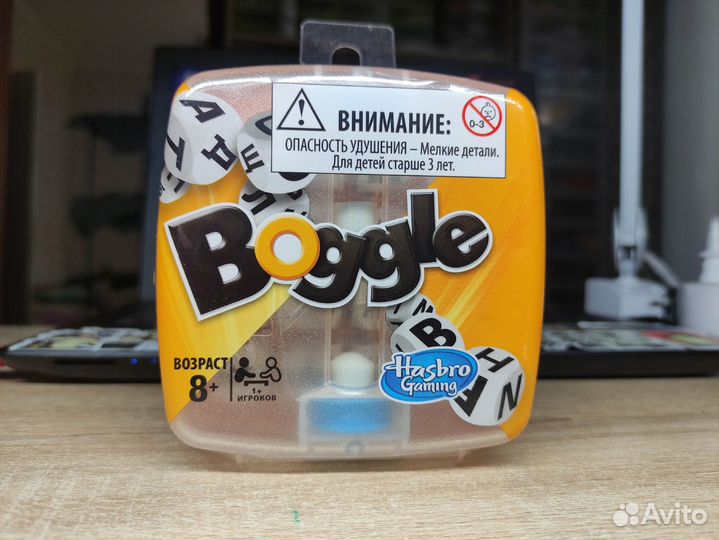 ВНИМАНИЕ:
0-3
ОПАСНОСТЬ УДУШЕНИЯ – Мелкие детали.
Для детей старше 3 лет.
Boggle
ВОЗРАСТ
8+
1+
ИГРОКОВ
Hasbro
Gaming
Avito